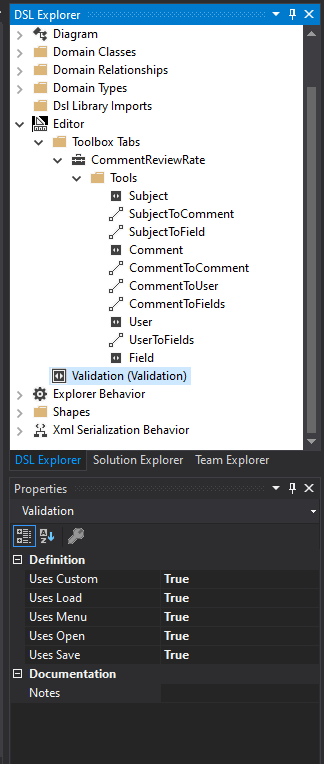 DSL Explorer
Diagram
Domain Classes
Domain Relationships
Domain Types
Dsl Library Imports
Editor
Toolbox Tabs
CommentReviewRate
Tools
Subject
SubjectToComment
SubjectToField
Comment
CommentToComment
CommentToUser
CommentToFields
User
UserToFields
Field
Validation (Validation)
Explorer Behavior
Shapes
Xml Serialization Behavior
DSL Explorer Solution Explorer Team Explorer
Properties
Validation
Definition
Uses Custom True
Uses Load True
Uses Menu True
Uses Open True
Uses Save True
Documentation
Notes